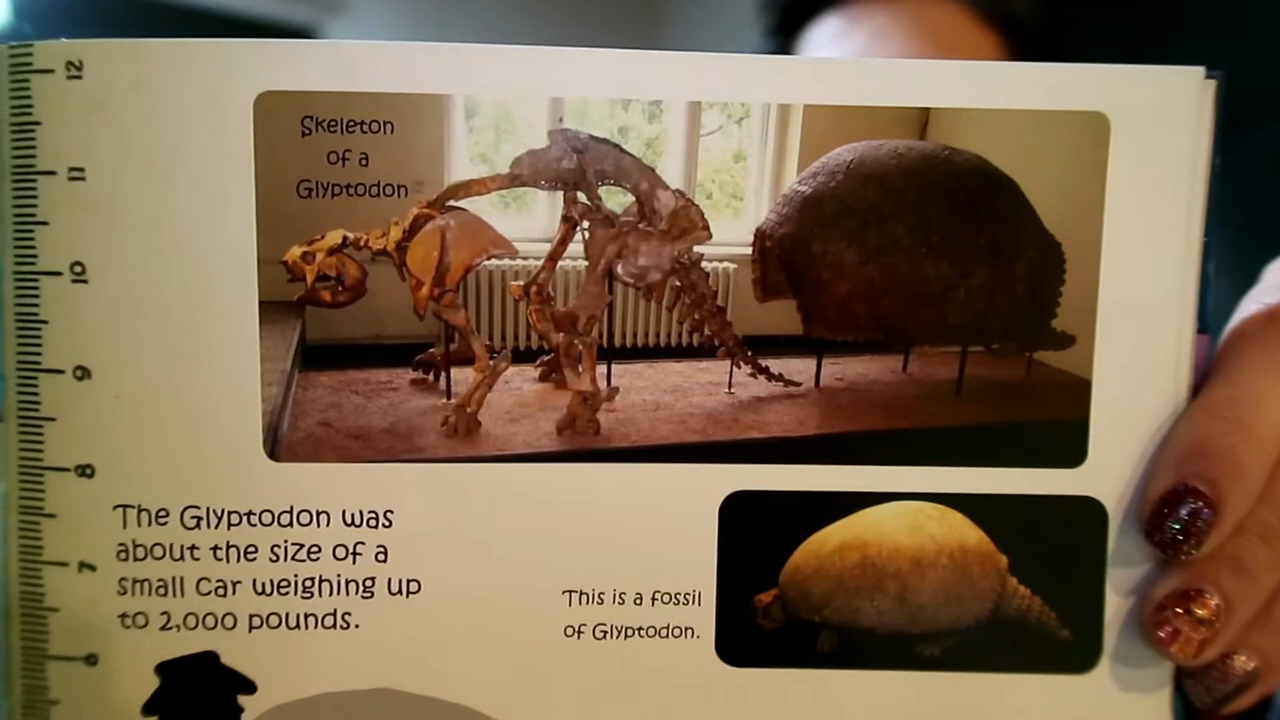 12
11
10
9
8
7
6
Skeleton
of a
Glyptodon
The Glyptodon was
about the size of a
small car weighing up
to 2,000 pounds.
This is a fossil
of Glyptodon.